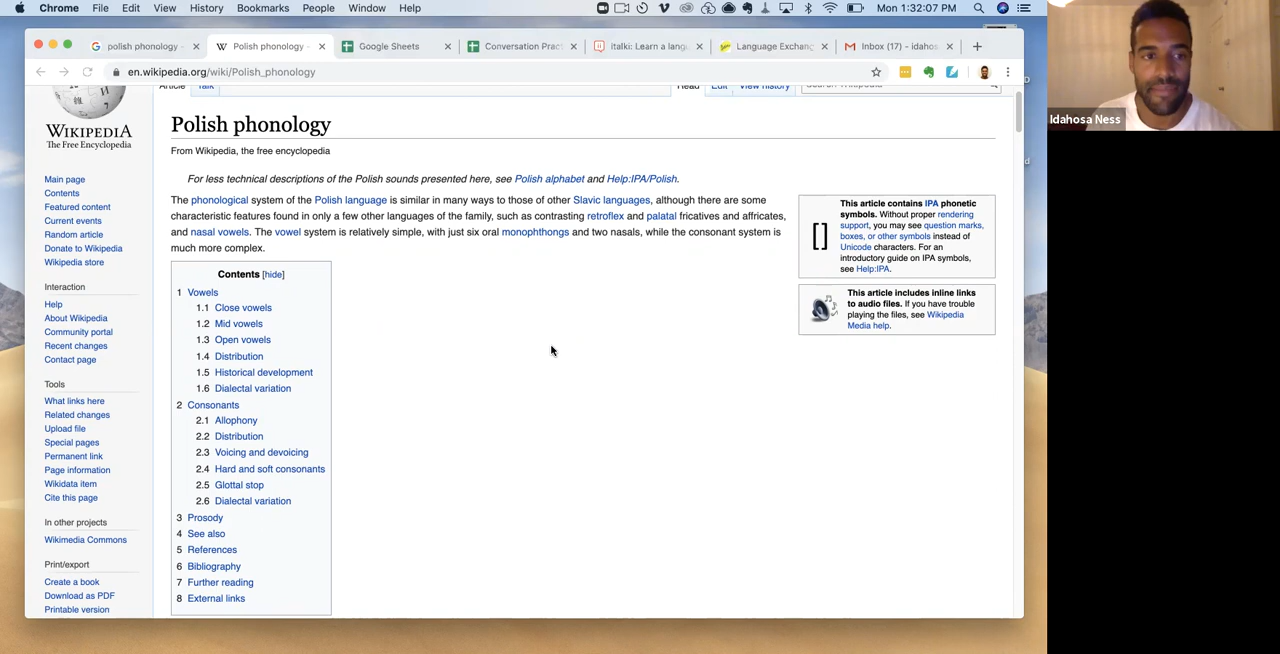 Chrome File Edit View History Bookmarks People Window Help
Mon 1:32:07 PM
polish phonology -
Polish phonology -
Google Sheets
Conversation Prac
italki: Learn a lang
Language Exchang
Inbox (17) - idahos
en.wikipedia.org/wiki/Polish_phonology
WIKIPEDIA
The Free Encyclopedia
Main page
Contents
Featured content
Current events
Random article
Donate to Wikipedia
Wikipedia store
Interaction
Help
About Wikipedia
Community portal
Recent changes
Contact page
Tools
What links here
Related changes
Upload file
Special pages
Permanent link
Page information
Wikidata item
Cite this page
In other projects
Wikimedia Commons
Print/export
Create a book
Download as PDF
Printable version
Article Talk
Read Edit View history
Polish phonology
From Wikipedia, the free encyclopedia
For less technical descriptions of the Polish sounds presented here, see Polish alphabet and Help:IPA/Polish.
The phonological system of the Polish language is similar in many ways to those of other Slavic languages, although there are some
characteristic features found in only a few other languages of the family, such as contrasting retroflex and palatal fricatives and affricates,
and nasal vowels. The vowel system is relatively simple, with just six oral monophthongs and two nasals, while the consonant system is
much more complex.
[]
This article contains IPA phonetic
symbols. Without proper rendering
support, you may see question marks,
boxes, or other symbols instead of
Unicode characters. For an
introductory guide on IPA symbols,
see Help:IPA.
This article includes inline links
to audio files. If you have trouble
playing the files, see Wikipedia
Media help.
Contents [hide]
1 Vowels
1.1 Close vowels
1.2 Mid vowels
1.3 Open vowels
1.4 Distribution
1.5 Historical development
1.6 Dialectal variation
2 Consonants
2.1 Allophony
2.2 Distribution
2.3 Voicing and devoicing
2.4 Hard and soft consonants
2.5 Glottal stop
2.6 Dialectal variation
3 Prosody
4 See also
5 References
6 Bibliography
7 Further reading
8 External links
Idahosa Ness